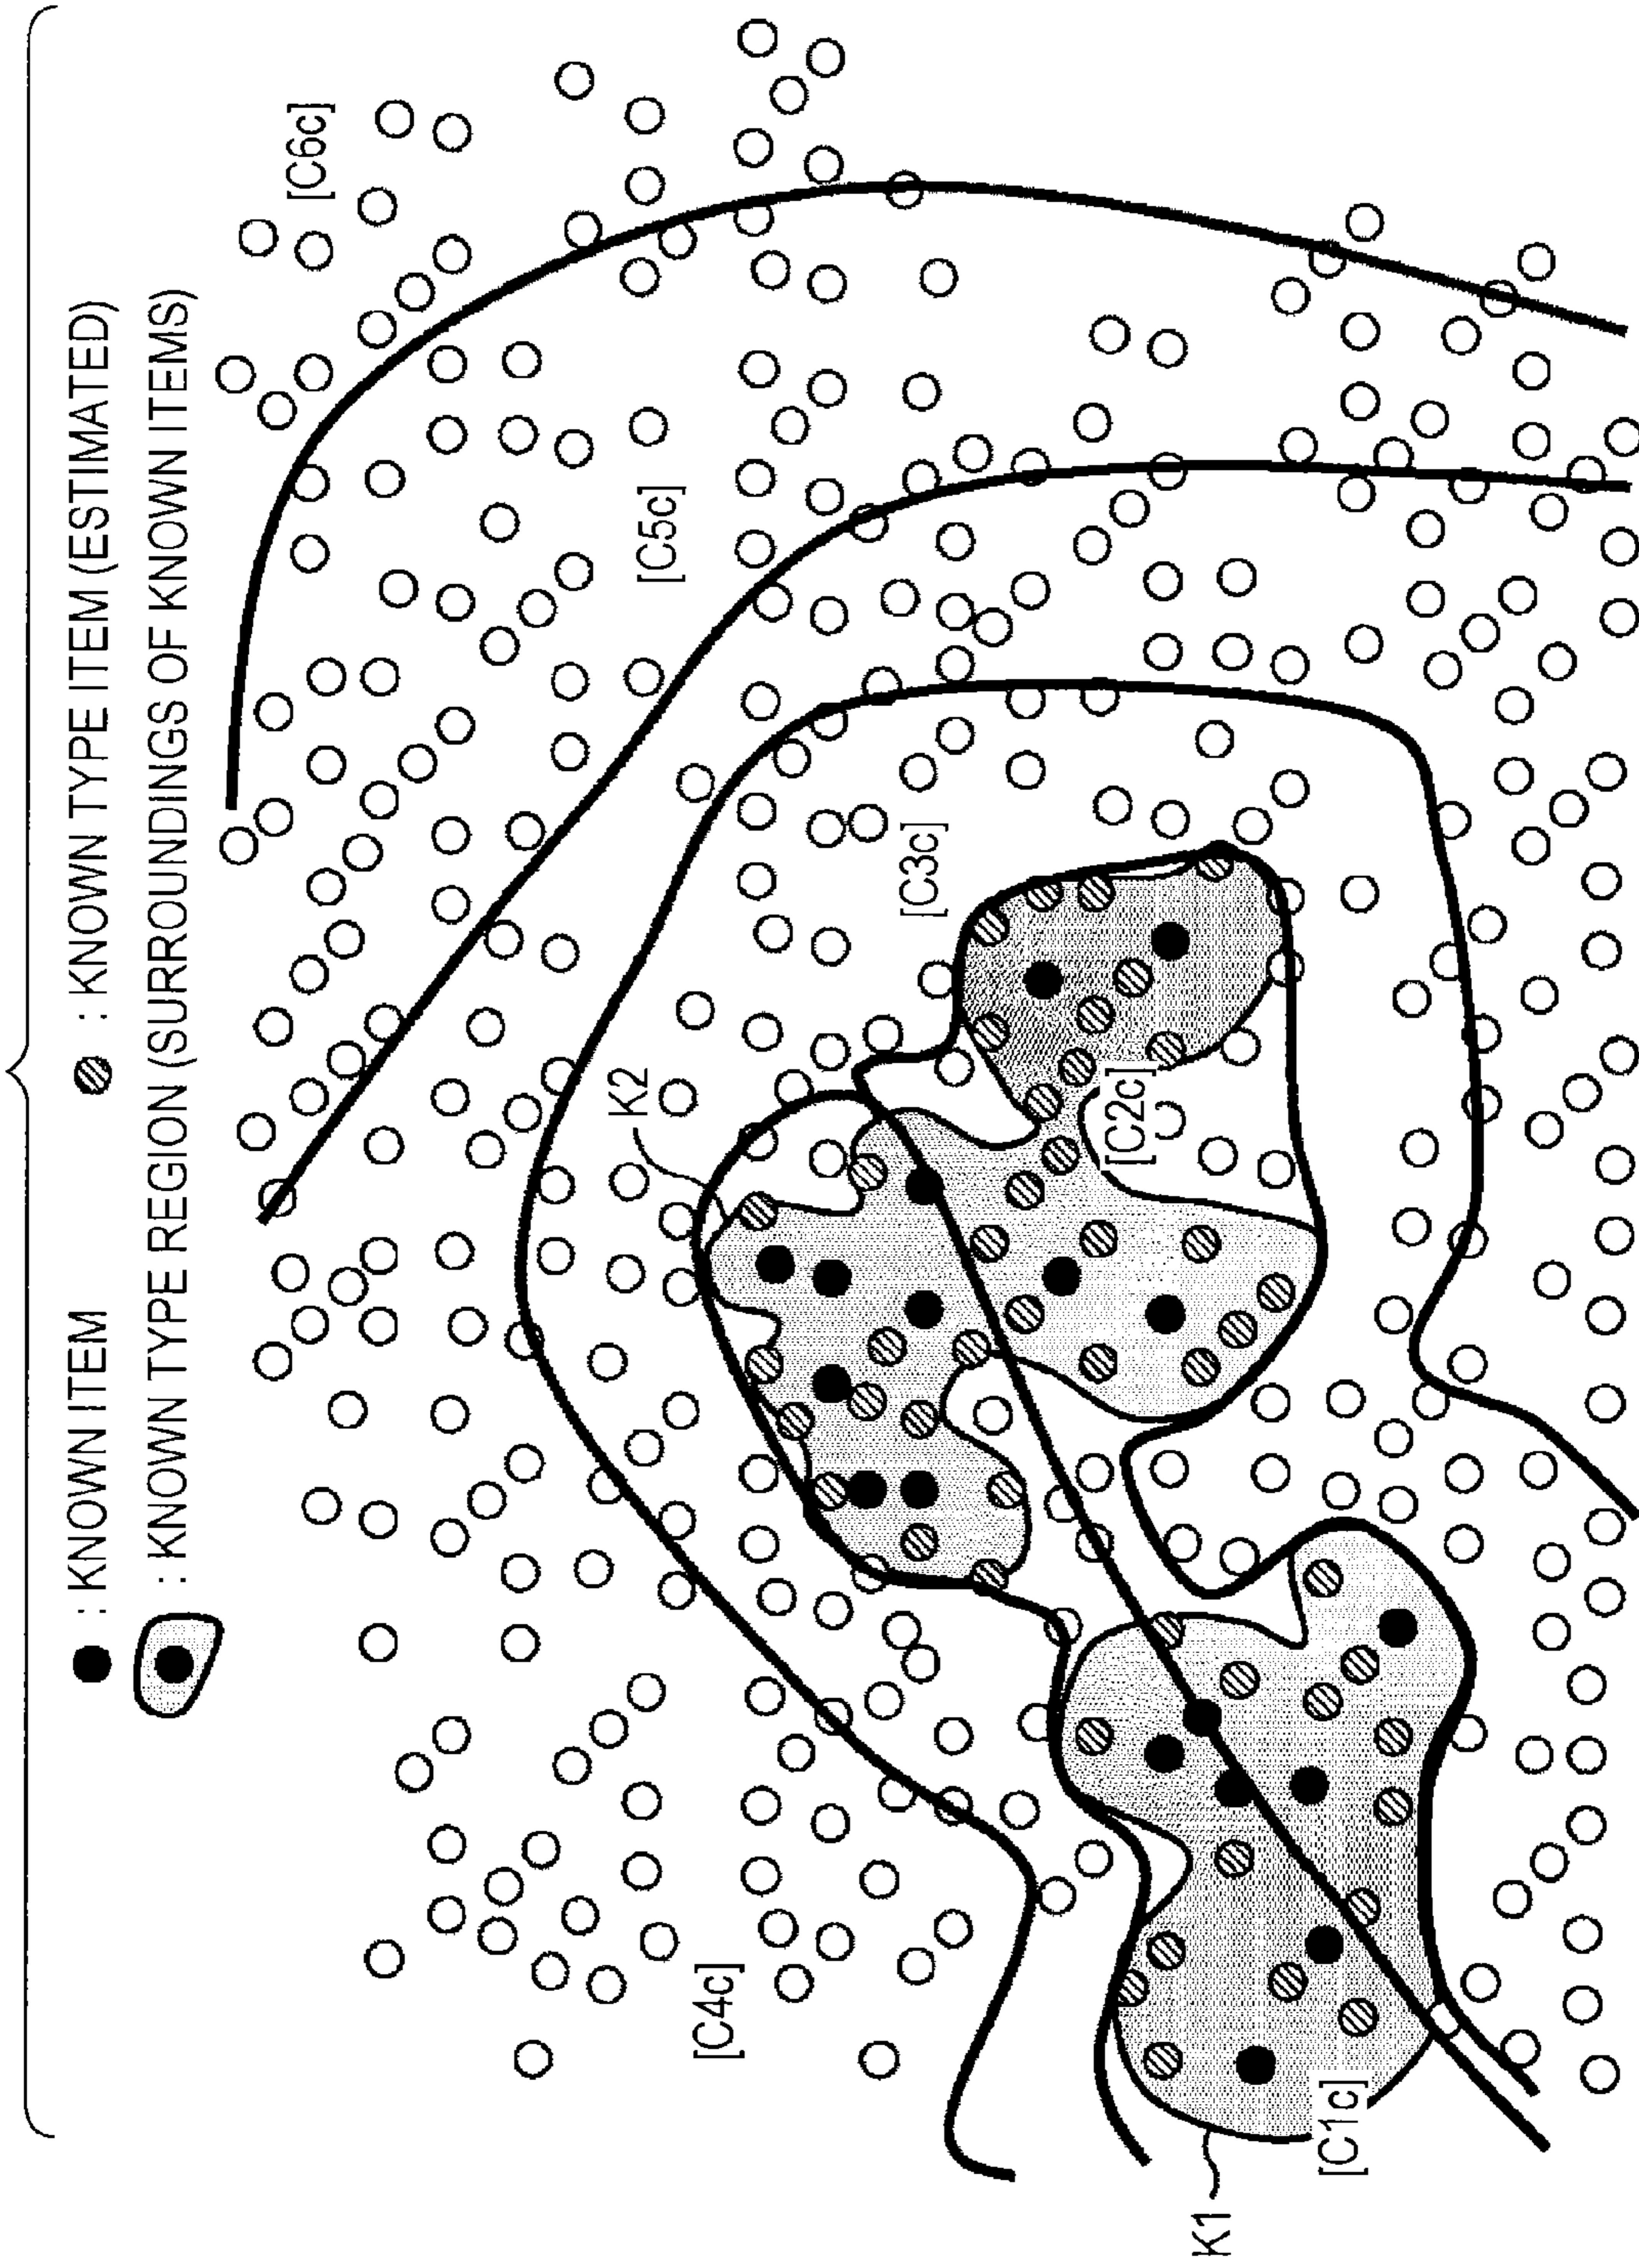 ● : KNOWN ITEM
: KNOWN TYPE ITEM (ESTIMATED)
: KNOWN TYPE REGION (SURROUNDINGS OF KNOWN ITEMS)
[C6c]
[C5c]
K2
[C4c]
[C3c]
[C2c]
K1
[C1c]